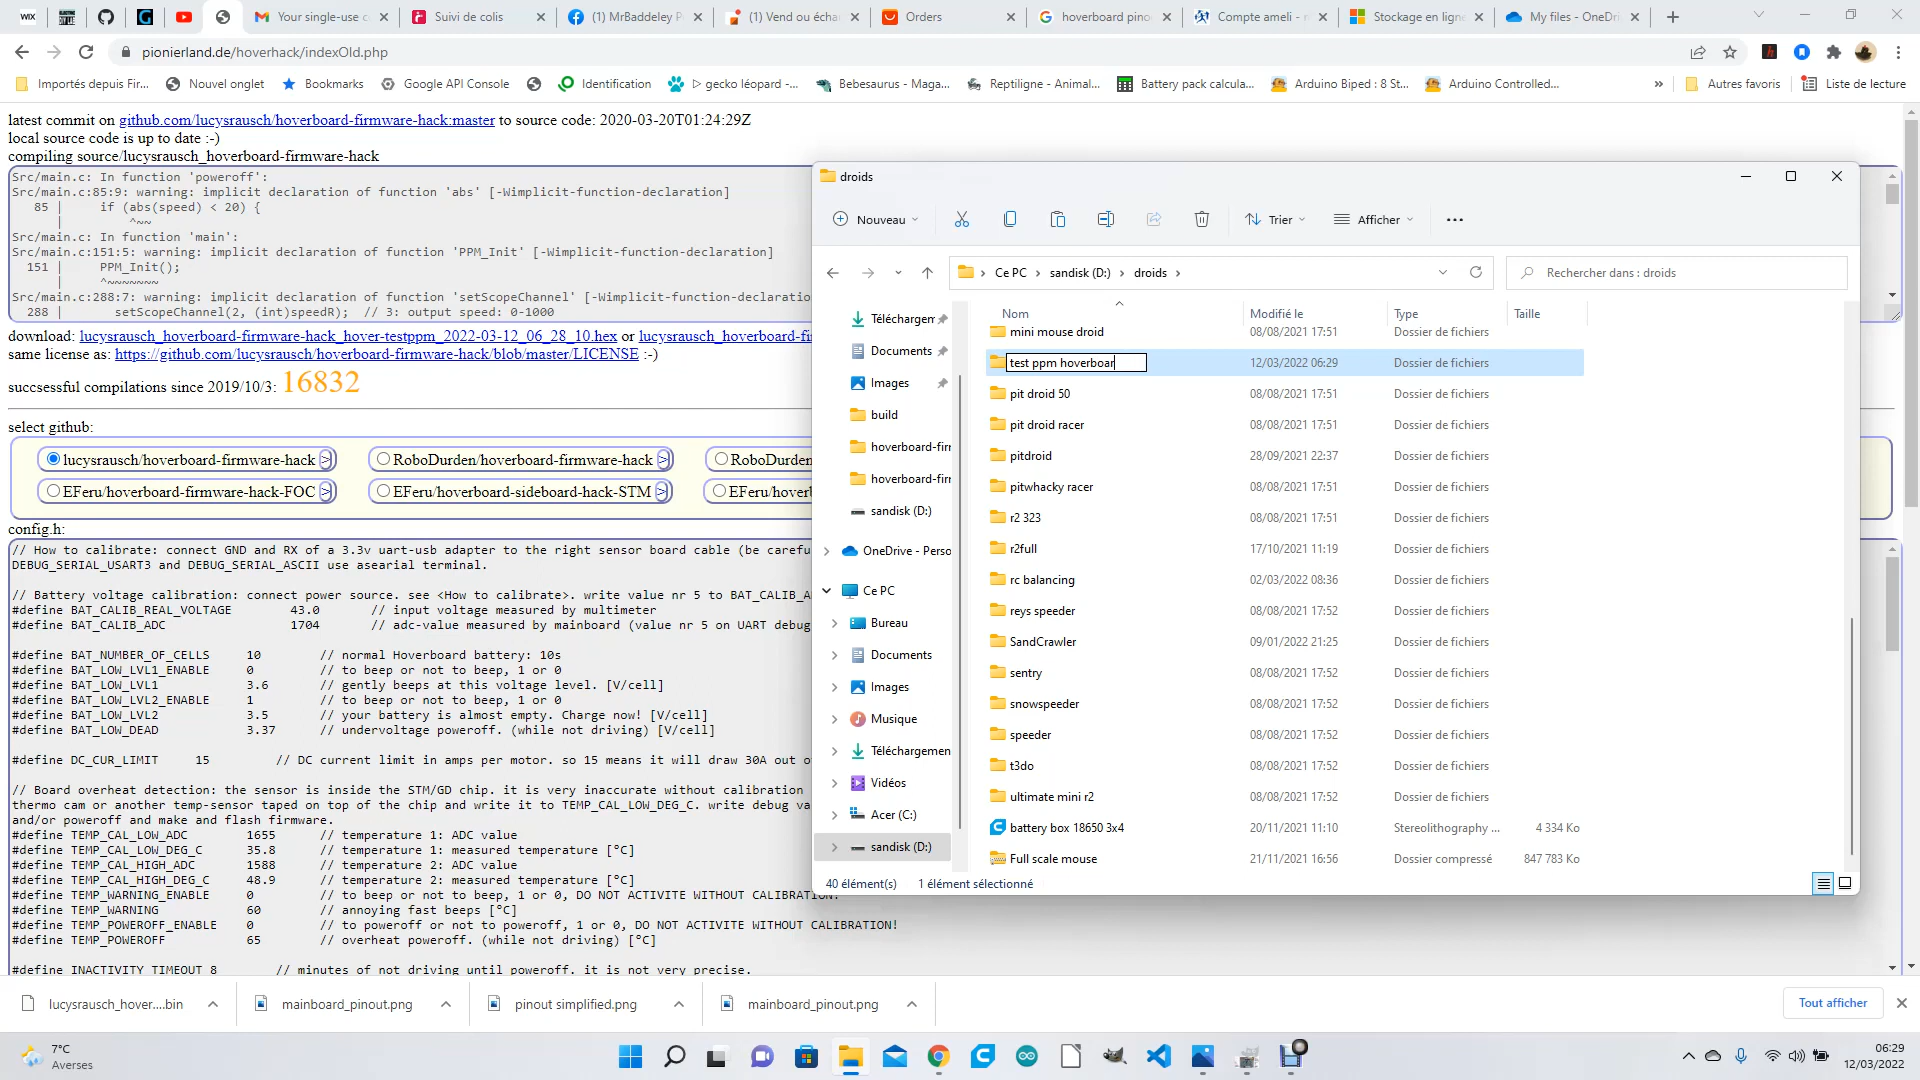 WIX
Your single-use c
Suivi de colis
(1) MrBaddeley P
(1) Vend ou écha
Orders
hoverboard pino
Compte ameli - m
Stockage en lign
My files - OneDri
pionierland.de/hoverhack/indexOld.php
Importés depuis Fir...
Nouvel onglet
Bookmarks
Google API Console
Identification
▷ gecko léopard -...
Bebesaurus - Maga...
Reptiligne - Animal...
Battery pack calcula...
Arduino Biped : 8 St...
Arduino Controlled...
»
Autres favoris
Liste de lecture
latest commit on github.com/lucysrausch/hoverboard-firmware-hack:master to source code: 2020-03-20T01:24:29Z
local source code is up to date :-)
compiling source/lucysrausch_hoverboard-firmware-hack
Src/main.c: In function 'poweroff':
Src/main.c:85:9: warning: implicit declaration of function 'abs' [-Wimplicit-function-declaration]
85 | if (abs(speed) < 20) {
| ^~~
Src/main.c: In function 'main':
Src/main.c:151:5: warning: implicit declaration of function 'PPM_Init' [-Wimplicit-function-declaration]
151 | PPM_Init();
| ^~~~~~~~
Src/main.c:288:7: warning: implicit declaration of function 'setScopeChannel' [-Wimplicit-function-declaratio
288 | setScopeChannel(2, (int)speedR); // 3: output speed: 0-1000
download: lucysrausch_hoverboard-firmware-hack_hover-testppm_2022-03-12_06_28_10.hex or lucysrausch_hoverboard-fi
same license as: https://github.com/lucysrausch/hoverboard-firmware-hack/blob/master/LICENSE :-)
succsessful compilations since 2019/10/3: 16832
select github:
lucysrausch/hoverboard-firmware-hack >
RoboDurden/hoverboard-firmware-hack >
RoboDurden
EFeru/hoverboard-firmware-hack-FOC >
EFeru/hoverboard-sideboard-hack-STM >
EFeru/hover
config.h:
// How to calibrate: connect GND and RX of a 3.3v uart-usb adapter to the right sensor board cable (be carefu
DEBUG_SERIAL_USART3 and DEBUG_SERIAL_ASCII use asearial terminal.
// Battery voltage calibration: connect power source. see <How to calibrate>. write value nr 5 to BAT_CALIB_A
#define BAT_CALIB_REAL_VOLTAGE 43.0 // input voltage measured by multimeter
#define BAT_CALIB_ADC 1704 // adc-value measured by mainboard (value nr 5 on UART debug
#define BAT_NUMBER_OF_CELLS 10 // normal Hoverboard battery: 10s
#define BAT_LOW_LVL1_ENABLE 0 // to beep or not to beep, 1 or 0
#define BAT_LOW_LVL1 3.6 // gently beeps at this voltage level. [V/cell]
#define BAT_LOW_LVL2_ENABLE 1 // to beep or not to beep, 1 or 0
#define BAT_LOW_LVL2 3.5 // your battery is almost empty. Charge now! [V/cell]
#define BAT_LOW_DEAD 3.37 // undervoltage poweroff. (while not driving) [V/cell]
#define DC_CUR_LIMIT 15 // DC current limit in amps per motor. so 15 means it will draw 30A out o
// Board overheat detection: the sensor is inside the STM/GD chip. it is very inaccurate without calibration
thermo cam or another temp-sensor taped on top of the chip and write it to TEMP_CAL_LOW_DEG_C. write debug va
and/or poweroff and make and flash firmware.
#define TEMP_CAL_LOW_ADC 1655 // temperature 1: ADC value
#define TEMP_CAL_LOW_DEG_C 35.8 // temperature 1: measured temperature [°C]
#define TEMP_CAL_HIGH_ADC 1588 // temperature 2: ADC value
#define TEMP_CAL_HIGH_DEG_C 48.9 // temperature 2: measured temperature [°C]
#define TEMP_WARNING_ENABLE 0 // to beep or not to beep, 1 or 0, DO NOT ACTIVITE WITHOUT CALIBRATION!
#define TEMP_WARNING 60 // annoying fast beeps [°C]
#define TEMP_POWEROFF_ENABLE 0 // to poweroff or not to poweroff, 1 or 0, DO NOT ACTIVITE WITHOUT CALIBRATION!
#define TEMP_POWEROFF 65 // overheat poweroff. (while not driving) [°C]
#define INACTIVITY_TIMEOUT 8 // minutes of not driving until poweroff. it is not very precise.
droids
Nouveau
Trier
Afficher
Ce PC › sandisk (D:) › droids ›
Rechercher dans : droids
Téléchargem
Documents
Images
build
hoverboard-firr
hoverboard-firr
sandisk (D:)
OneDrive - Perso
Ce PC
Bureau
Documents
Images
Musique
Téléchargemen
Vidéos
Acer (C:)
sandisk (D:)
Nom Modifié le Type Taille
mini mouse droid 08/08/2021 17:51 Dossier de fichiers
test ppm hoverboar 12/03/2022 06:29 Dossier de fichiers
pit droid 50 08/08/2021 17:51 Dossier de fichiers
pit droid racer 08/08/2021 17:51 Dossier de fichiers
pitdroid 28/09/2021 22:37 Dossier de fichiers
pitwhacky racer 08/08/2021 17:51 Dossier de fichiers
r2 323 08/08/2021 17:51 Dossier de fichiers
r2full 17/10/2021 11:19 Dossier de fichiers
rc balancing 02/03/2022 08:36 Dossier de fichiers
reys speeder 08/08/2021 17:52 Dossier de fichiers
SandCrawler 09/01/2022 21:25 Dossier de fichiers
sentry 08/08/2021 17:52 Dossier de fichiers
snowspeeder 08/08/2021 17:52 Dossier de fichiers
speeder 08/08/2021 17:52 Dossier de fichiers
t3do 08/08/2021 17:52 Dossier de fichiers
ultimate mini r2 08/08/2021 17:52 Dossier de fichiers
battery box 18650 3x4 20/11/2021 11:10 Stereolithography ... 4 334 Ko
Full scale mouse 21/11/2021 16:56 Dossier compressé 847 783 Ko
40 élément(s) 1 élément sélectionné
lucysrausch_hover....bin
mainboard_pinout.png
pinout simplified.png
mainboard_pinout.png
Tout afficher
7°C
Averses
06:29
12/03/2022